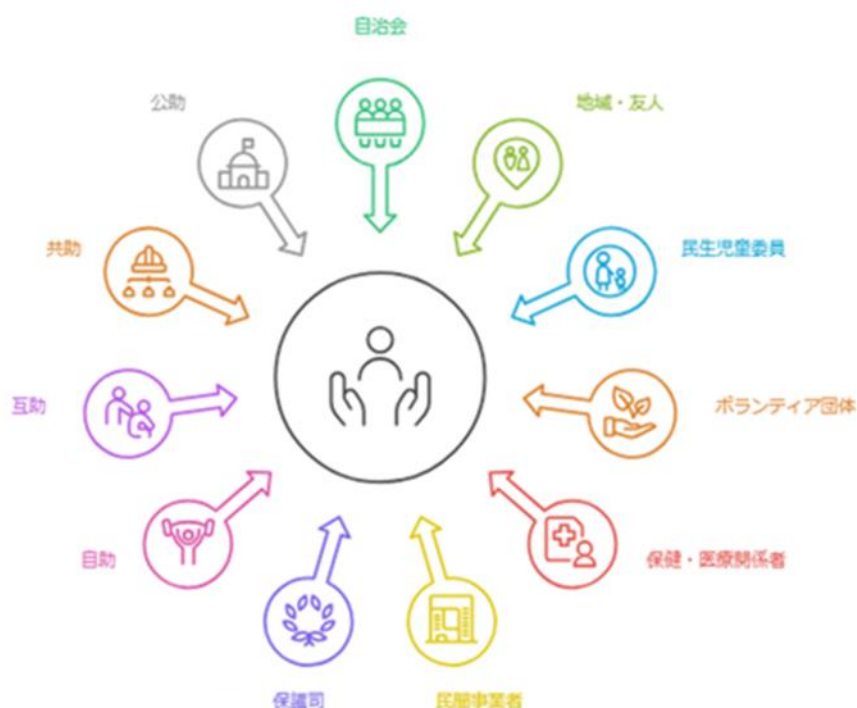 自治会
公助
地域・友人
共助
民生児童委員
互助
ボランティア団体
自助
保健・医療関係者
保護司
民間事業者